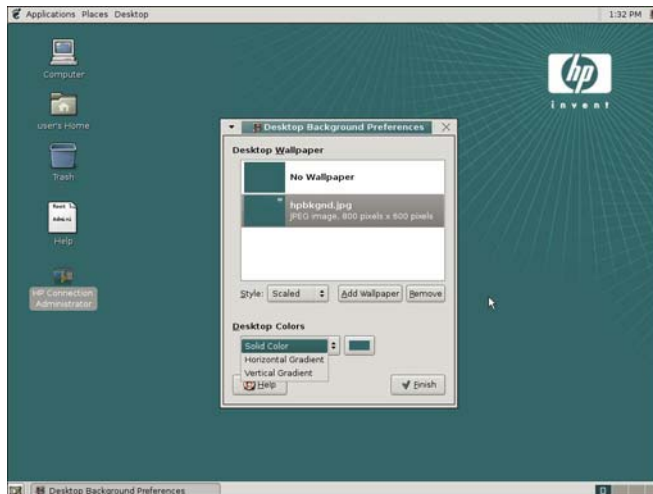 Applications Places Desktop
1:32 PM
Computer
user's Home
Trash
Help
HP Connection
Administrator
hp
invent
Desktop Background Preferences
Desktop Wallpaper
No Wallpaper
hpbkgnd.jpg
JPEG image, 800 pixels x 600 pixels
Style: Scaled
Add Wallpaper
Remove
Desktop Colors
Solid Color
Horizontal Gradient
Vertical Gradient
Help
Finish
Desktop Background Preferences